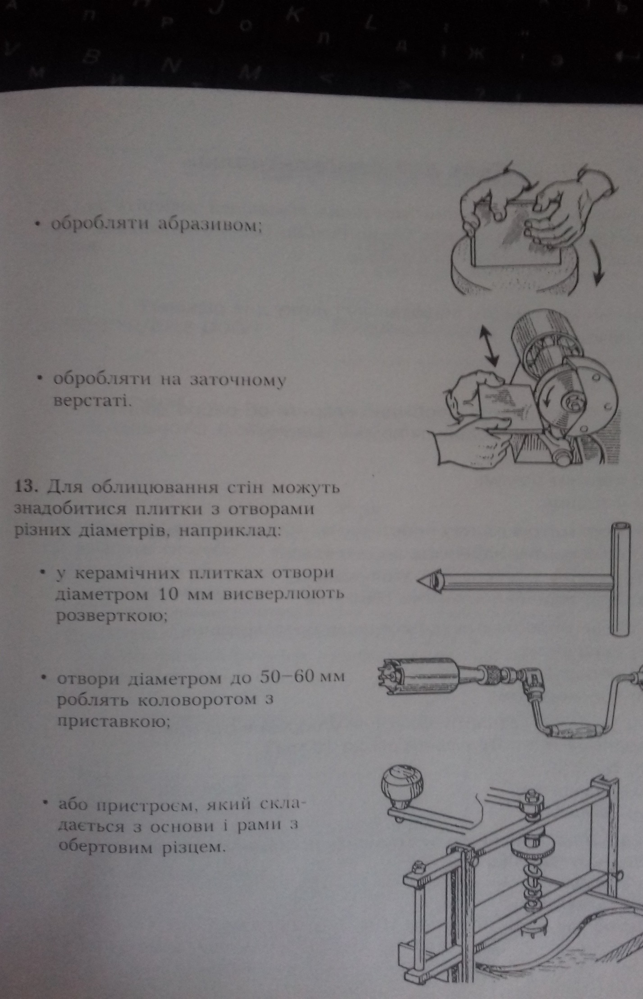 • обробляти абразивом;
• обробляти на заточному
верстаті.
13. Для облицювання стін можуть
знадобитися плитки з отворами
різних діаметрів, наприклад:
• у керамічних плитках отвори
діаметром 10 мм висверлюють
розверткою;
• отвори діаметром до 50−60 мм
роблять коловоротом з
приставкою;
• або пристроєм, який скла-
дається з основи і рами з
обертовим різцем.